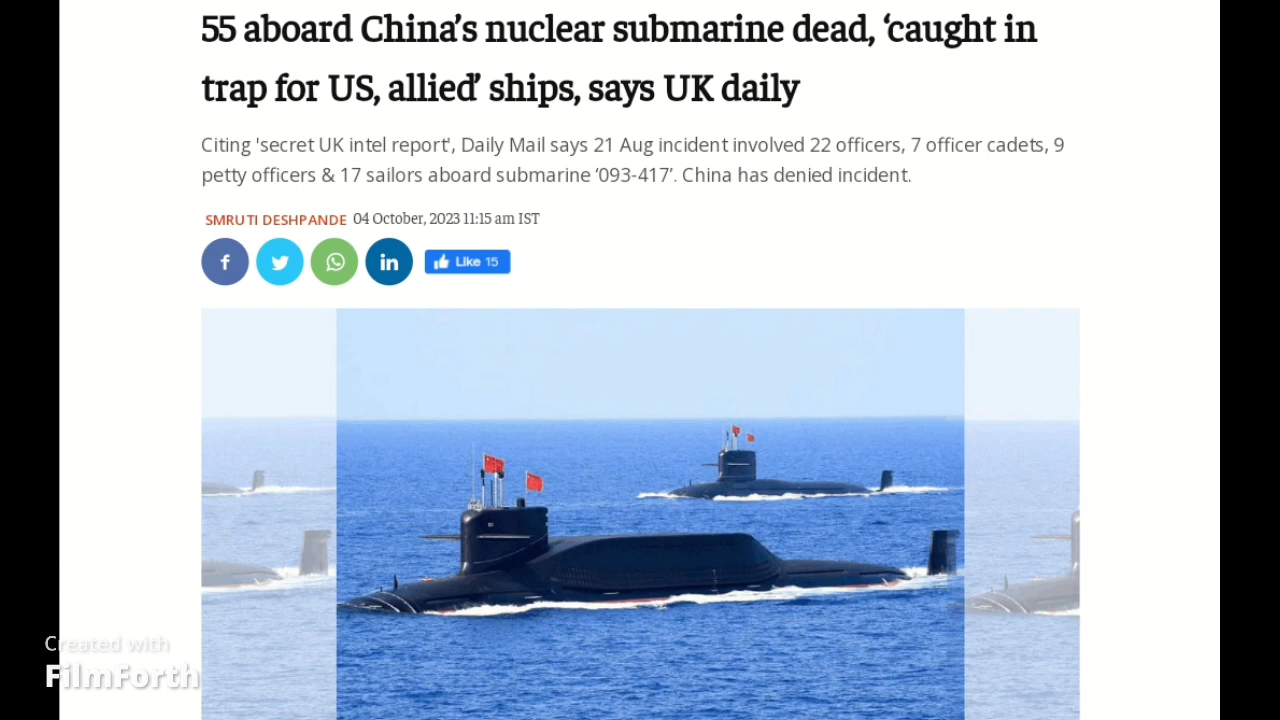 55 aboard China’s nuclear submarine dead, ‘caught in
trap for US, allied’ ships, says UK daily
Citing 'secret UK intel report', Daily Mail says 21 Aug incident involved 22 officers, 7 officer cadets, 9
petty officers & 17 sailors aboard submarine ‘093-417’. China has denied incident.
SMRUTI DESHPANDE 04 October, 2023 11:15 am IST
f in Like 15
Created with
FilmForth